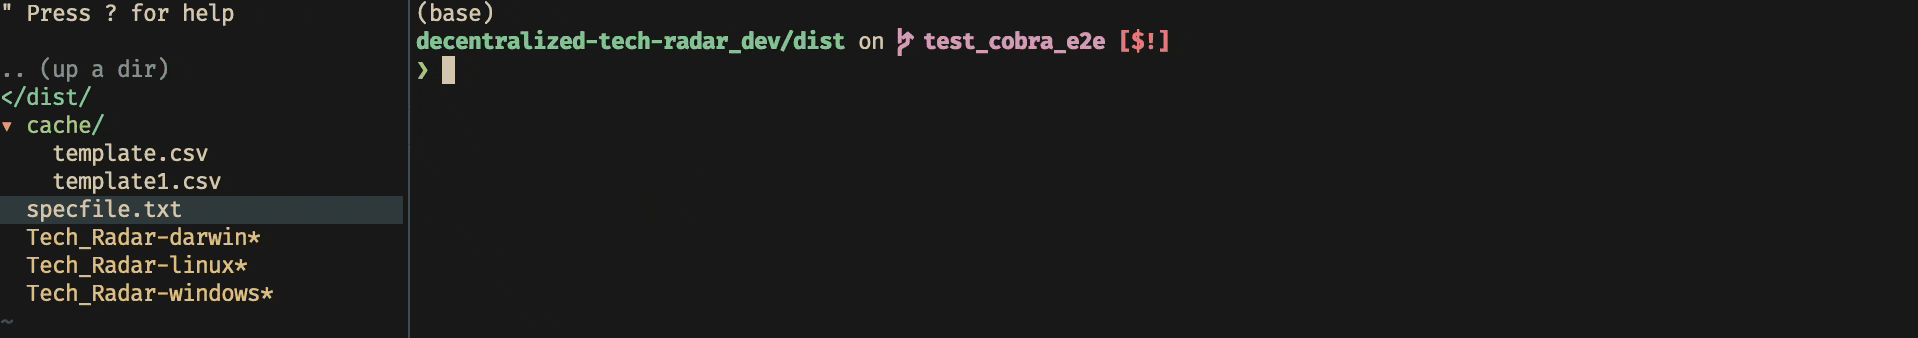 " Press ? for help
.. (up a dir)
</dist/
▾ cache/
template.csv
template1.csv
specfile.txt
Tech_Radar-darwin*
Tech_Radar-linux*
Tech_Radar-windows*
~
(base)
decentralized-tech-radar_dev/dist on test_cobra_e2e [$!]
❯